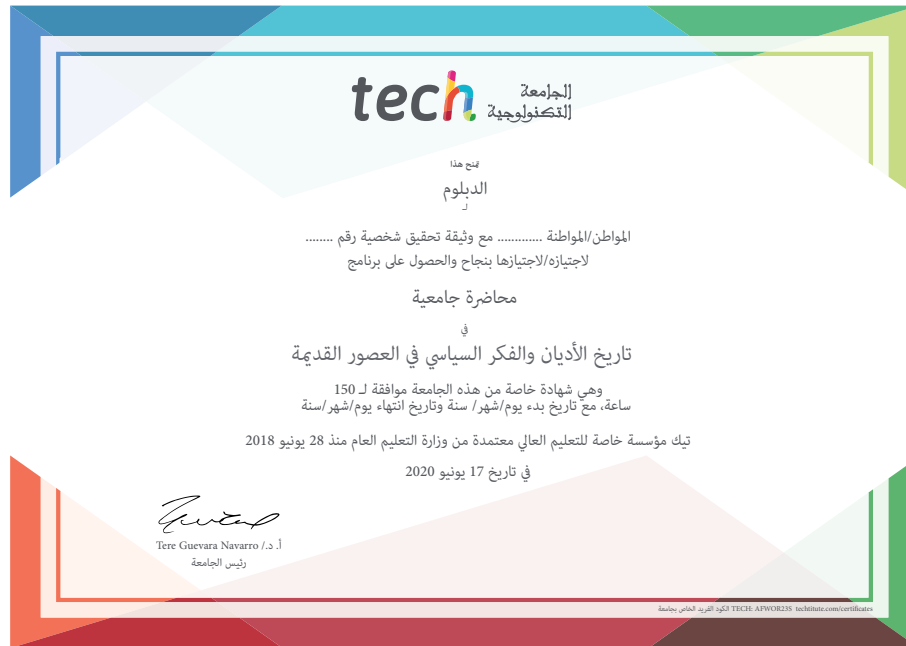 tech الجامعة
التكنولوجية
تمنح هذا
الدبلوم
لـ
المواطن/المواطنة ............. مع وثيقة تحقيق شخصية رقم ........
لاجتيازه/لاجتيازها بنجاح والحصول على برنامج
محاضرة جامعية
في
تاريخ الأديان والفكر السياسي في العصور القديمة
وهي شهادة خاصة من هذه الجامعة موافقة لـ 150
ساعة، مع تاريخ بدء يوم/شهر/ سنة وتاريخ انتهاء يوم/شهر/سنة
تيك مؤسسة خاصة للتعليم العالي معتمدة من وزارة التعليم العام منذ 28 يونيو 2018
في تاريخ 17 يونيو 2020
أ. د./ Tere Guevara Navarro
رئيس الجامعة
الكود الفريد الخاص بجامعة TECH: AFWOR23S techtitute.com/certificates